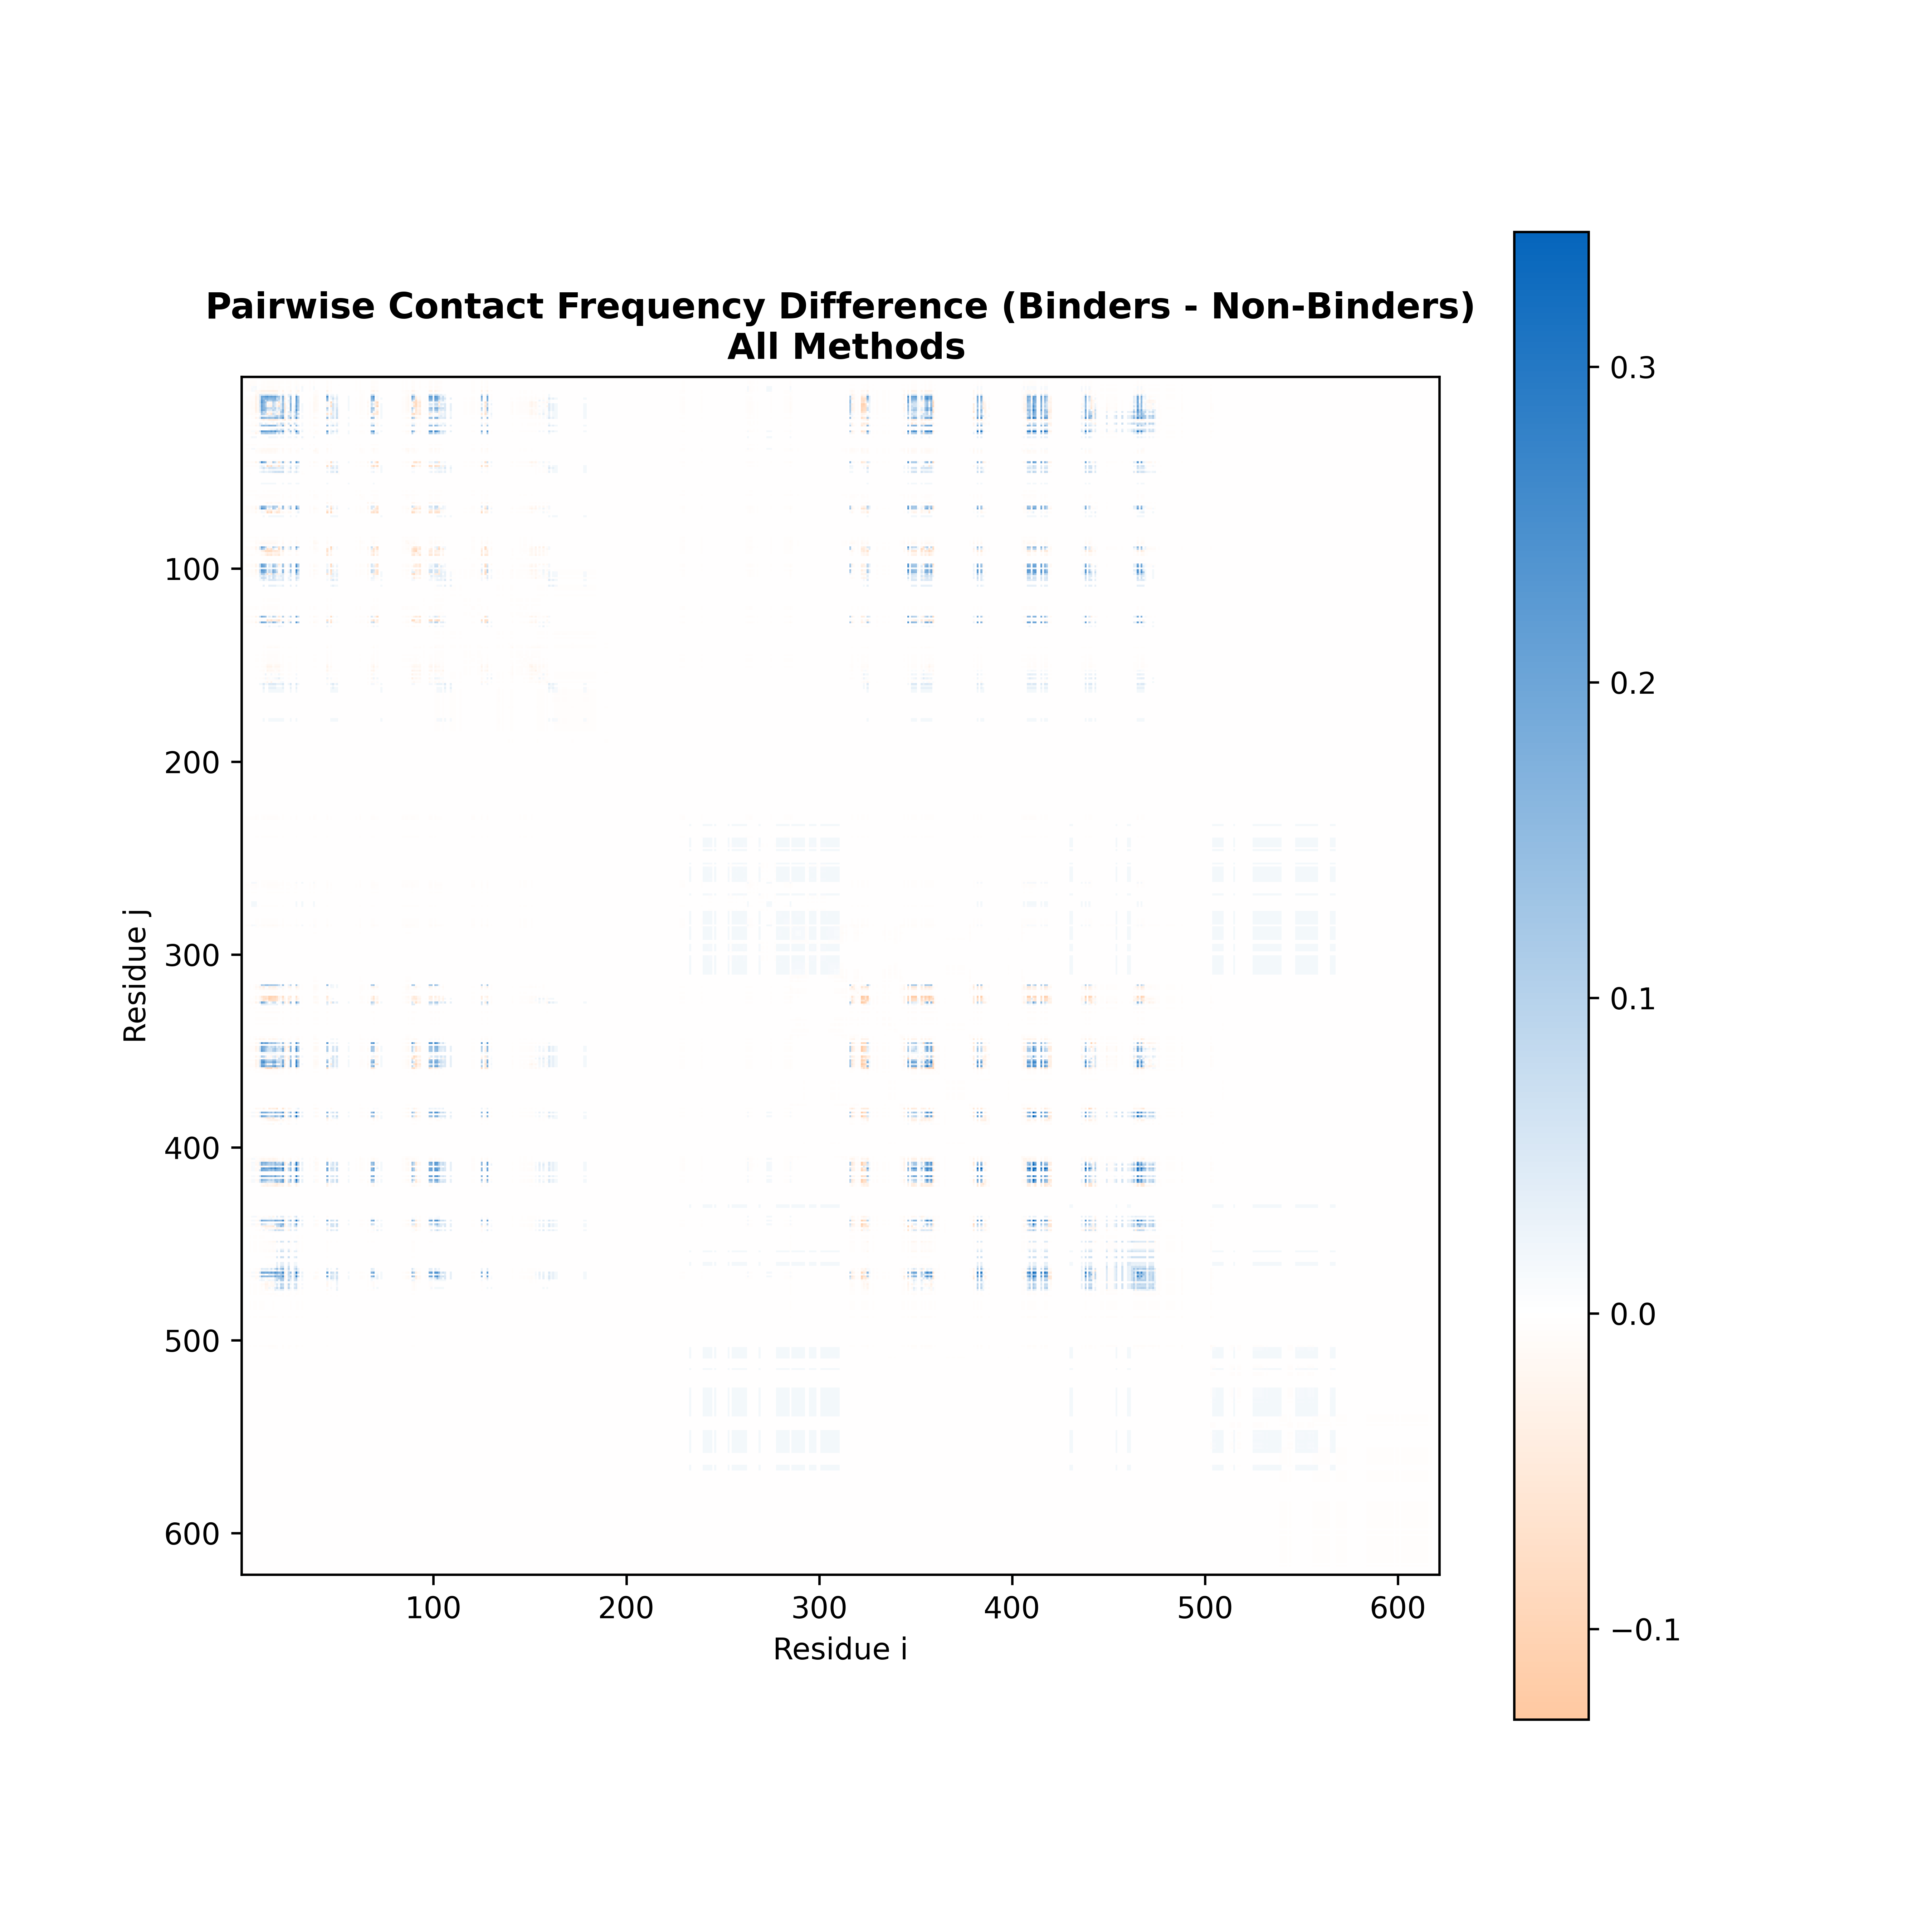 Pairwise Contact Frequency Difference (Binders - Non-Binders)
All Methods
Residue j
100
200
300
400
500
600
100 200 300 400 500 600
Residue i
0.3
0.2
0.1
0.0
−0.1